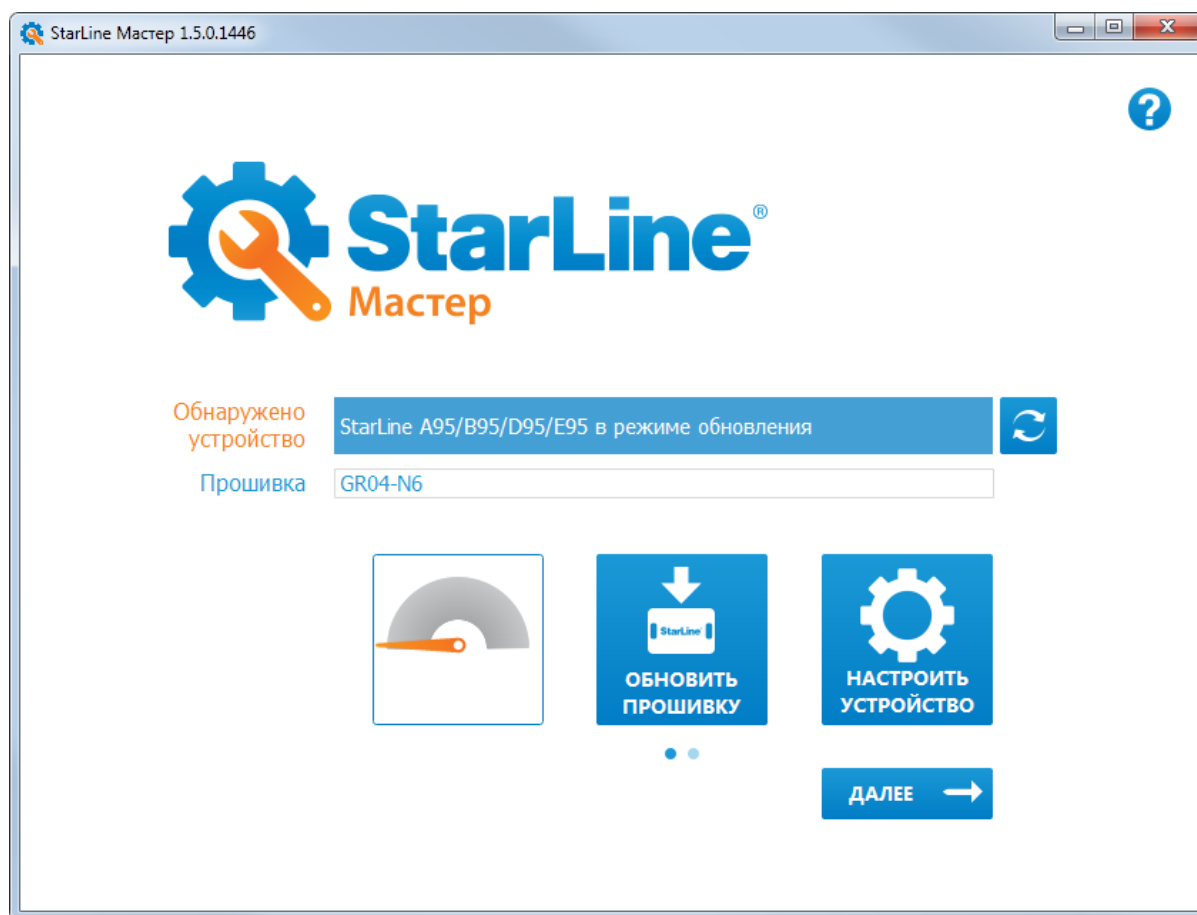 StarLine Мастер 1.5.0.1446
?
StarLine®
Мастер
Обнаружено
устройство
StarLine A95/B95/D95/E95 в режиме обновления
Прошивка
GR04-N6
StarLine
ОБНОВИТЬ
ПРОШИВКУ
НАСТРОИТЬ
УСТРОЙСТВО
ДАЛЕЕ